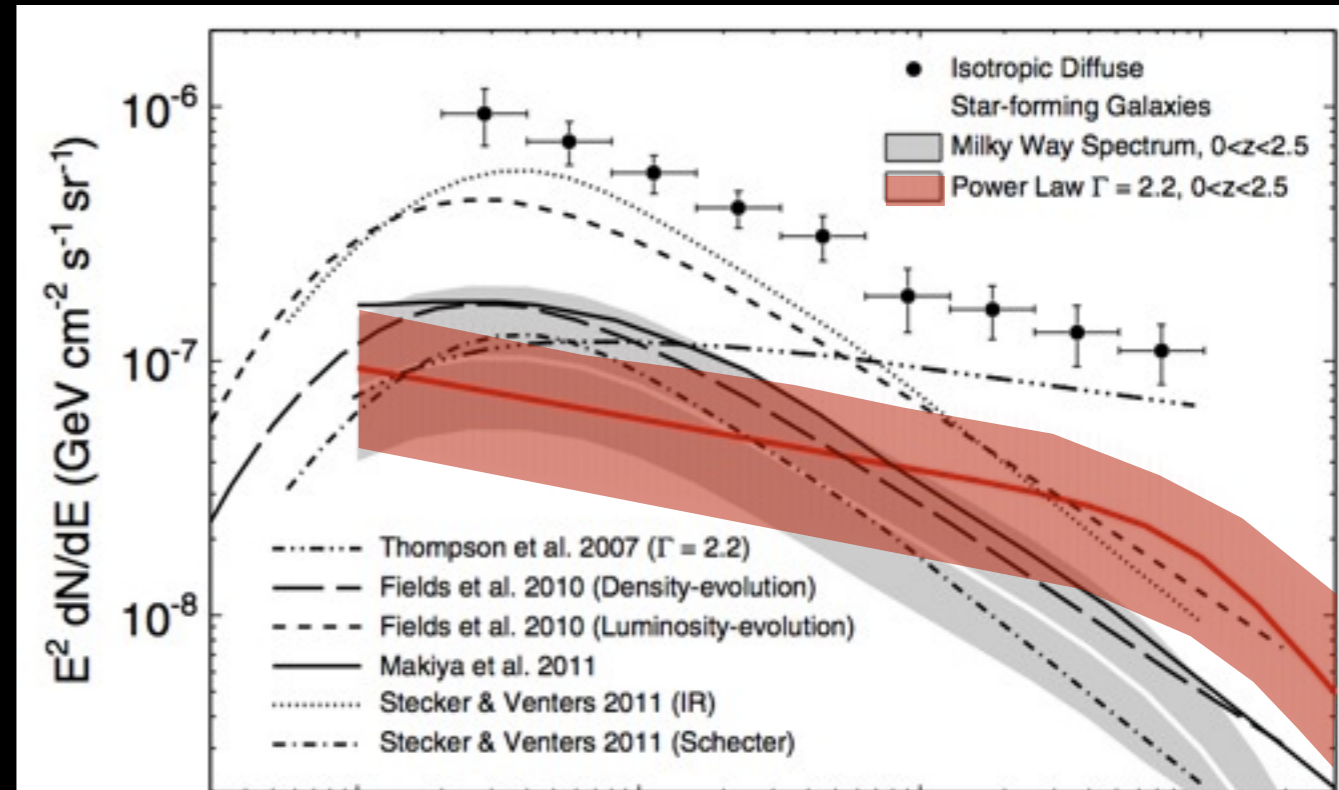 Isotropic Diffuse
Star-forming Galaxies
Milky Way Spectrum, 0<z<2.5
Power Law Γ = 2.2, 0<z<2.5
10⁻⁶
10⁻⁷
10⁻⁸
E² dN/dE (GeV cm⁻² s⁻¹ sr⁻¹)
Thompson et al. 2007 (Γ = 2.2)
Fields et al. 2010 (Density-evolution)
Fields et al. 2010 (Luminosity-evolution)
Makiya et al. 2011
Stecker & Venters 2011 (IR)
Stecker & Venters 2011 (Schecter)